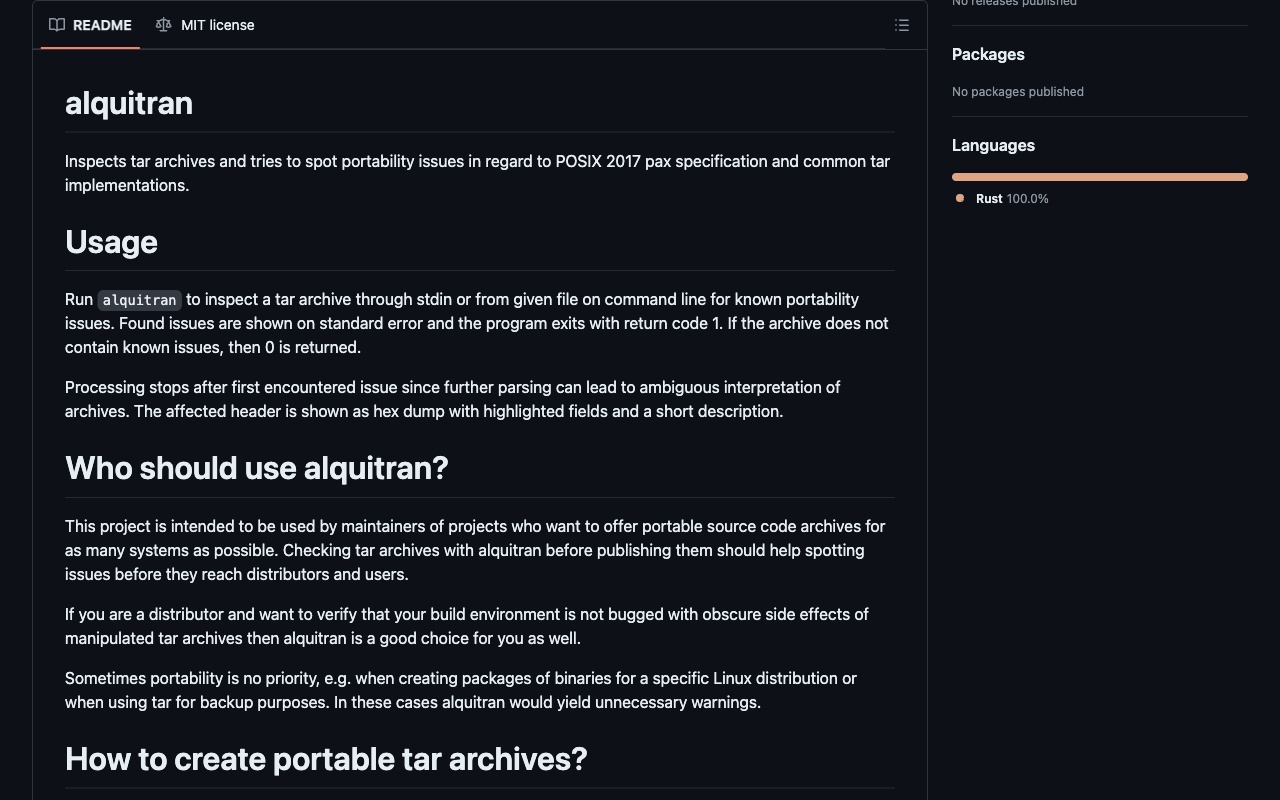 README
MIT license
alquitran
Inspects tar archives and tries to spot portability issues in regard to POSIX 2017 pax specification and common tar
implementations.
Usage
Run alquitran to inspect a tar archive through stdin or from given file on command line for known portability
issues. Found issues are shown on standard error and the program exits with return code 1. If the archive does not
contain known issues, then 0 is returned.
Processing stops after first encountered issue since further parsing can lead to ambiguous interpretation of
archives. The affected header is shown as hex dump with highlighted fields and a short description.
Who should use alquitran?
This project is intended to be used by maintainers of projects who want to offer portable source code archives for
as many systems as possible. Checking tar archives with alquitran before publishing them should help spotting
issues before they reach distributors and users.
If you are a distributor and want to verify that your build environment is not bugged with obscure side effects of
manipulated tar archives then alquitran is a good choice for you as well.
Sometimes portability is no priority, e.g. when creating packages of binaries for a specific Linux distribution or
when using tar for backup purposes. In these cases alquitran would yield unnecessary warnings.
How to create portable tar archives?
No releases published
Packages
No packages published
Languages
Rust 100.0%